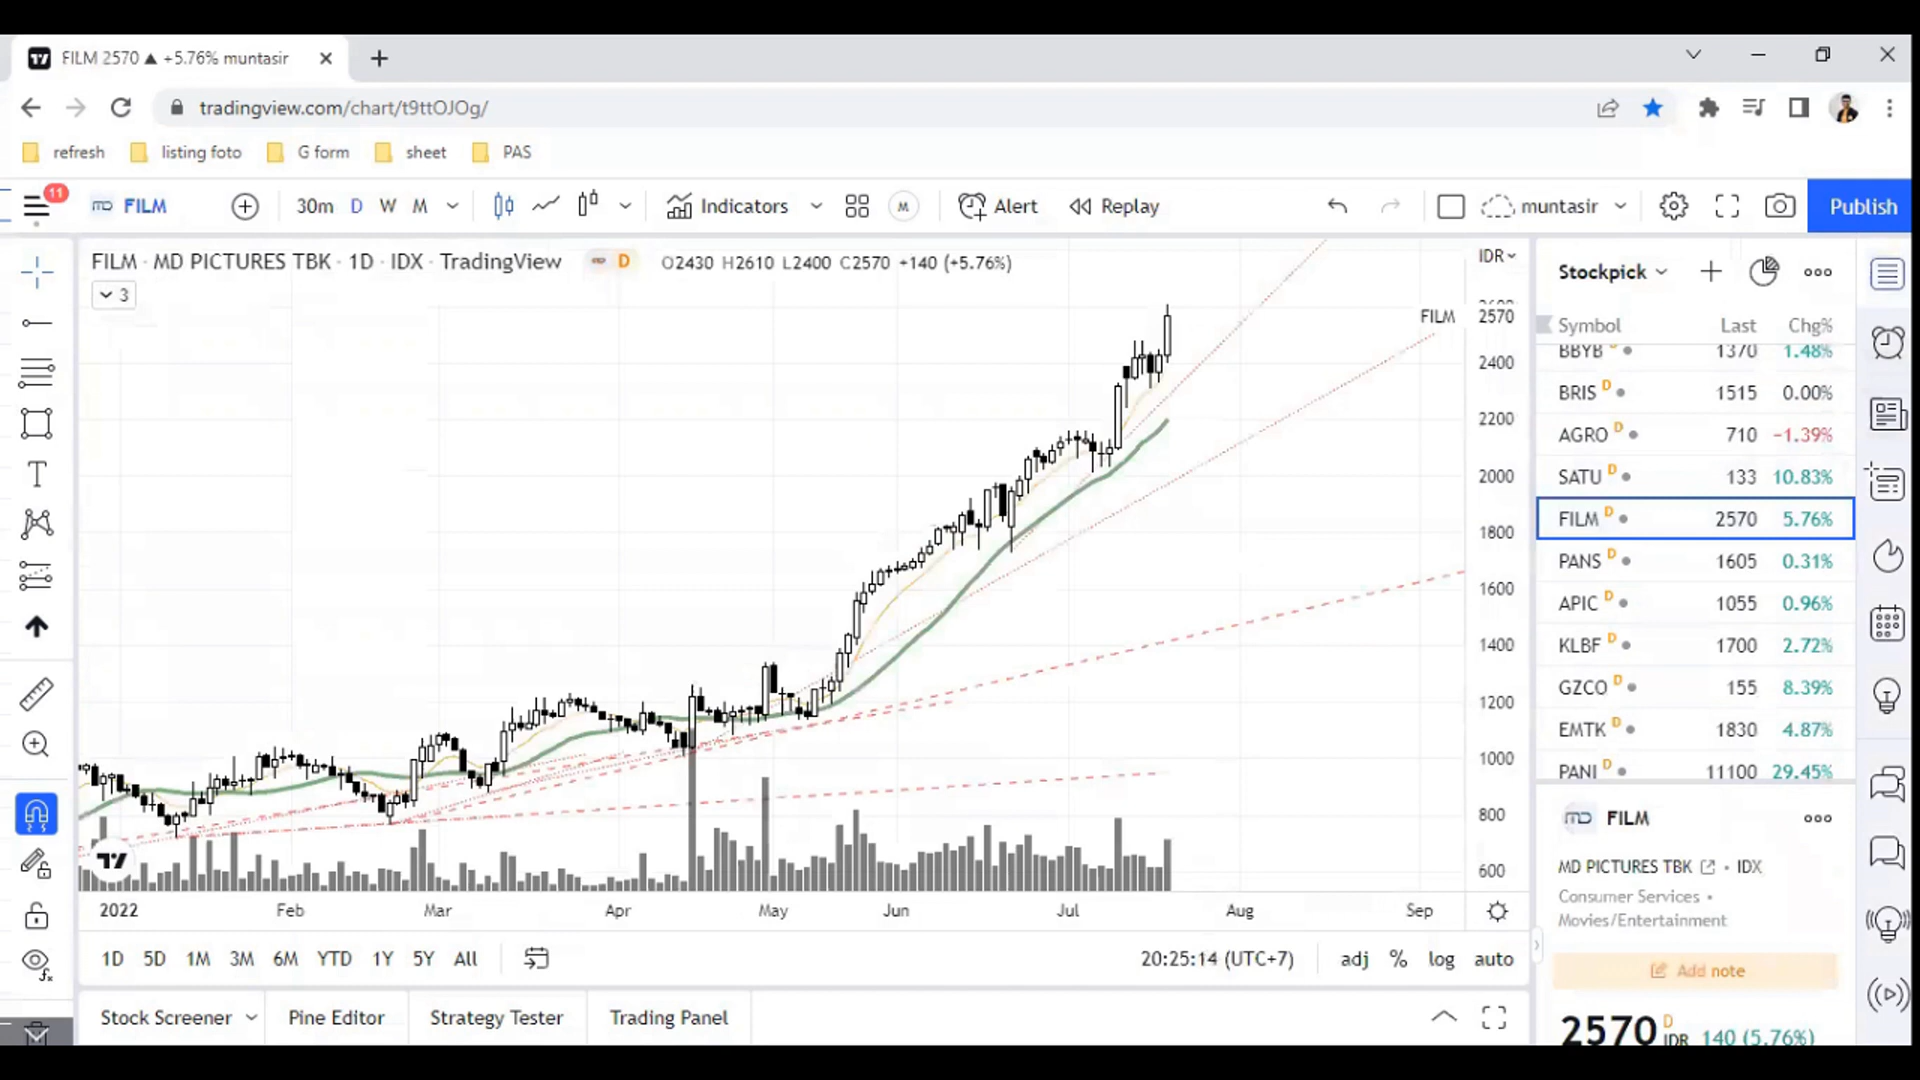 FILM 2570 ▲ +5.76% muntasir
tradingview.com/chart/t9ttOJOg/
refresh listing foto G form sheet PAS
11
FILM 30m D W M Indicators M Alert Replay muntasir Publish
FILM · MD PICTURES TBK · 1D · IDX · TradingView D O2430 H2610 L2400 C2570 +140 (+5.76%)
3
IDR
FILM 2570
2400
2200
2000
1800
1600
1400
1200
1000
800
600
2022 Feb Mar Apr May Jun Jul Aug Sep
1D 5D 1M 3M 6M YTD 1Y 5Y All 20:25:14 (UTC+7) adj % log auto
Stock Screener Pine Editor Strategy Tester Trading Panel
Stockpick
Symbol Last Chg%
BBYB D 1370 1.48%
BRIS D 1515 0.00%
AGRO D 710 −1.39%
SATU D 133 10.83%
FILM D 2570 5.76%
PANS D 1605 0.31%
APIC D 1055 0.96%
KLBF D 1700 2.72%
GZCO D 155 8.39%
EMTK D 1830 4.87%
PANI D 11100 29.45%
FILM
MD PICTURES TBK • IDX
Consumer Services •
Movies/Entertainment
Add note
2570 D IDR 140 (5.76%)